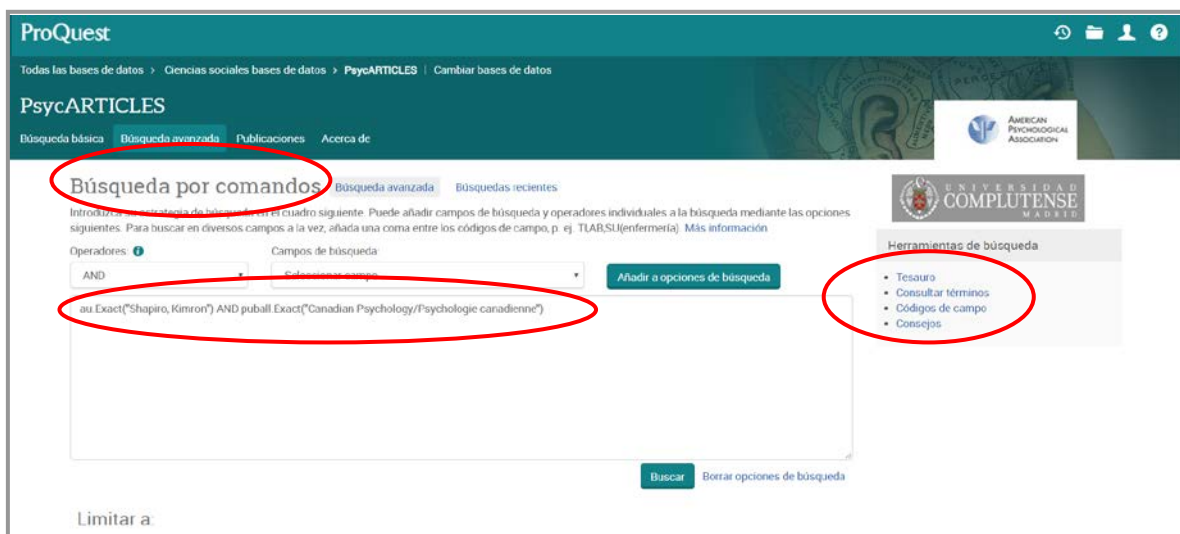 ProQuest
Todas las bases de datos > Ciencias sociales bases de datos > PsycARTICLES | Cambiar bases de datos
PsycARTICLES
AMERICAN
PSYCHOLOGICAL
ASSOCIATION
Búsqueda básica Búsqueda avanzada Publicaciones Acerca de
Búsqueda por comandos Búsqueda avanzada Búsquedas recientes
UNIVERSIDAD
COMPLUTENSE
MADRID
Introduzca su estrategia de búsqueda en el cuadro siguiente. Puede añadir campos de búsqueda y operadores individuales a la búsqueda mediante las opciones
siguientes. Para buscar en diversos campos a la vez, añada una coma entre los códigos de campo, p. ej. TI,AB,SU(enfermería). Más información
Operadores: Campos de búsqueda:
AND Seleccionar campo Añadir a opciones de búsqueda
au.Exact("Shapiro, Kimron") AND puball.Exact("Canadian Psychology/Psychologie canadienne")
Herramientas de búsqueda
Tesauro
Consultar términos
Códigos de campo
Consejos
Buscar Borrar opciones de búsqueda
Limitar a: